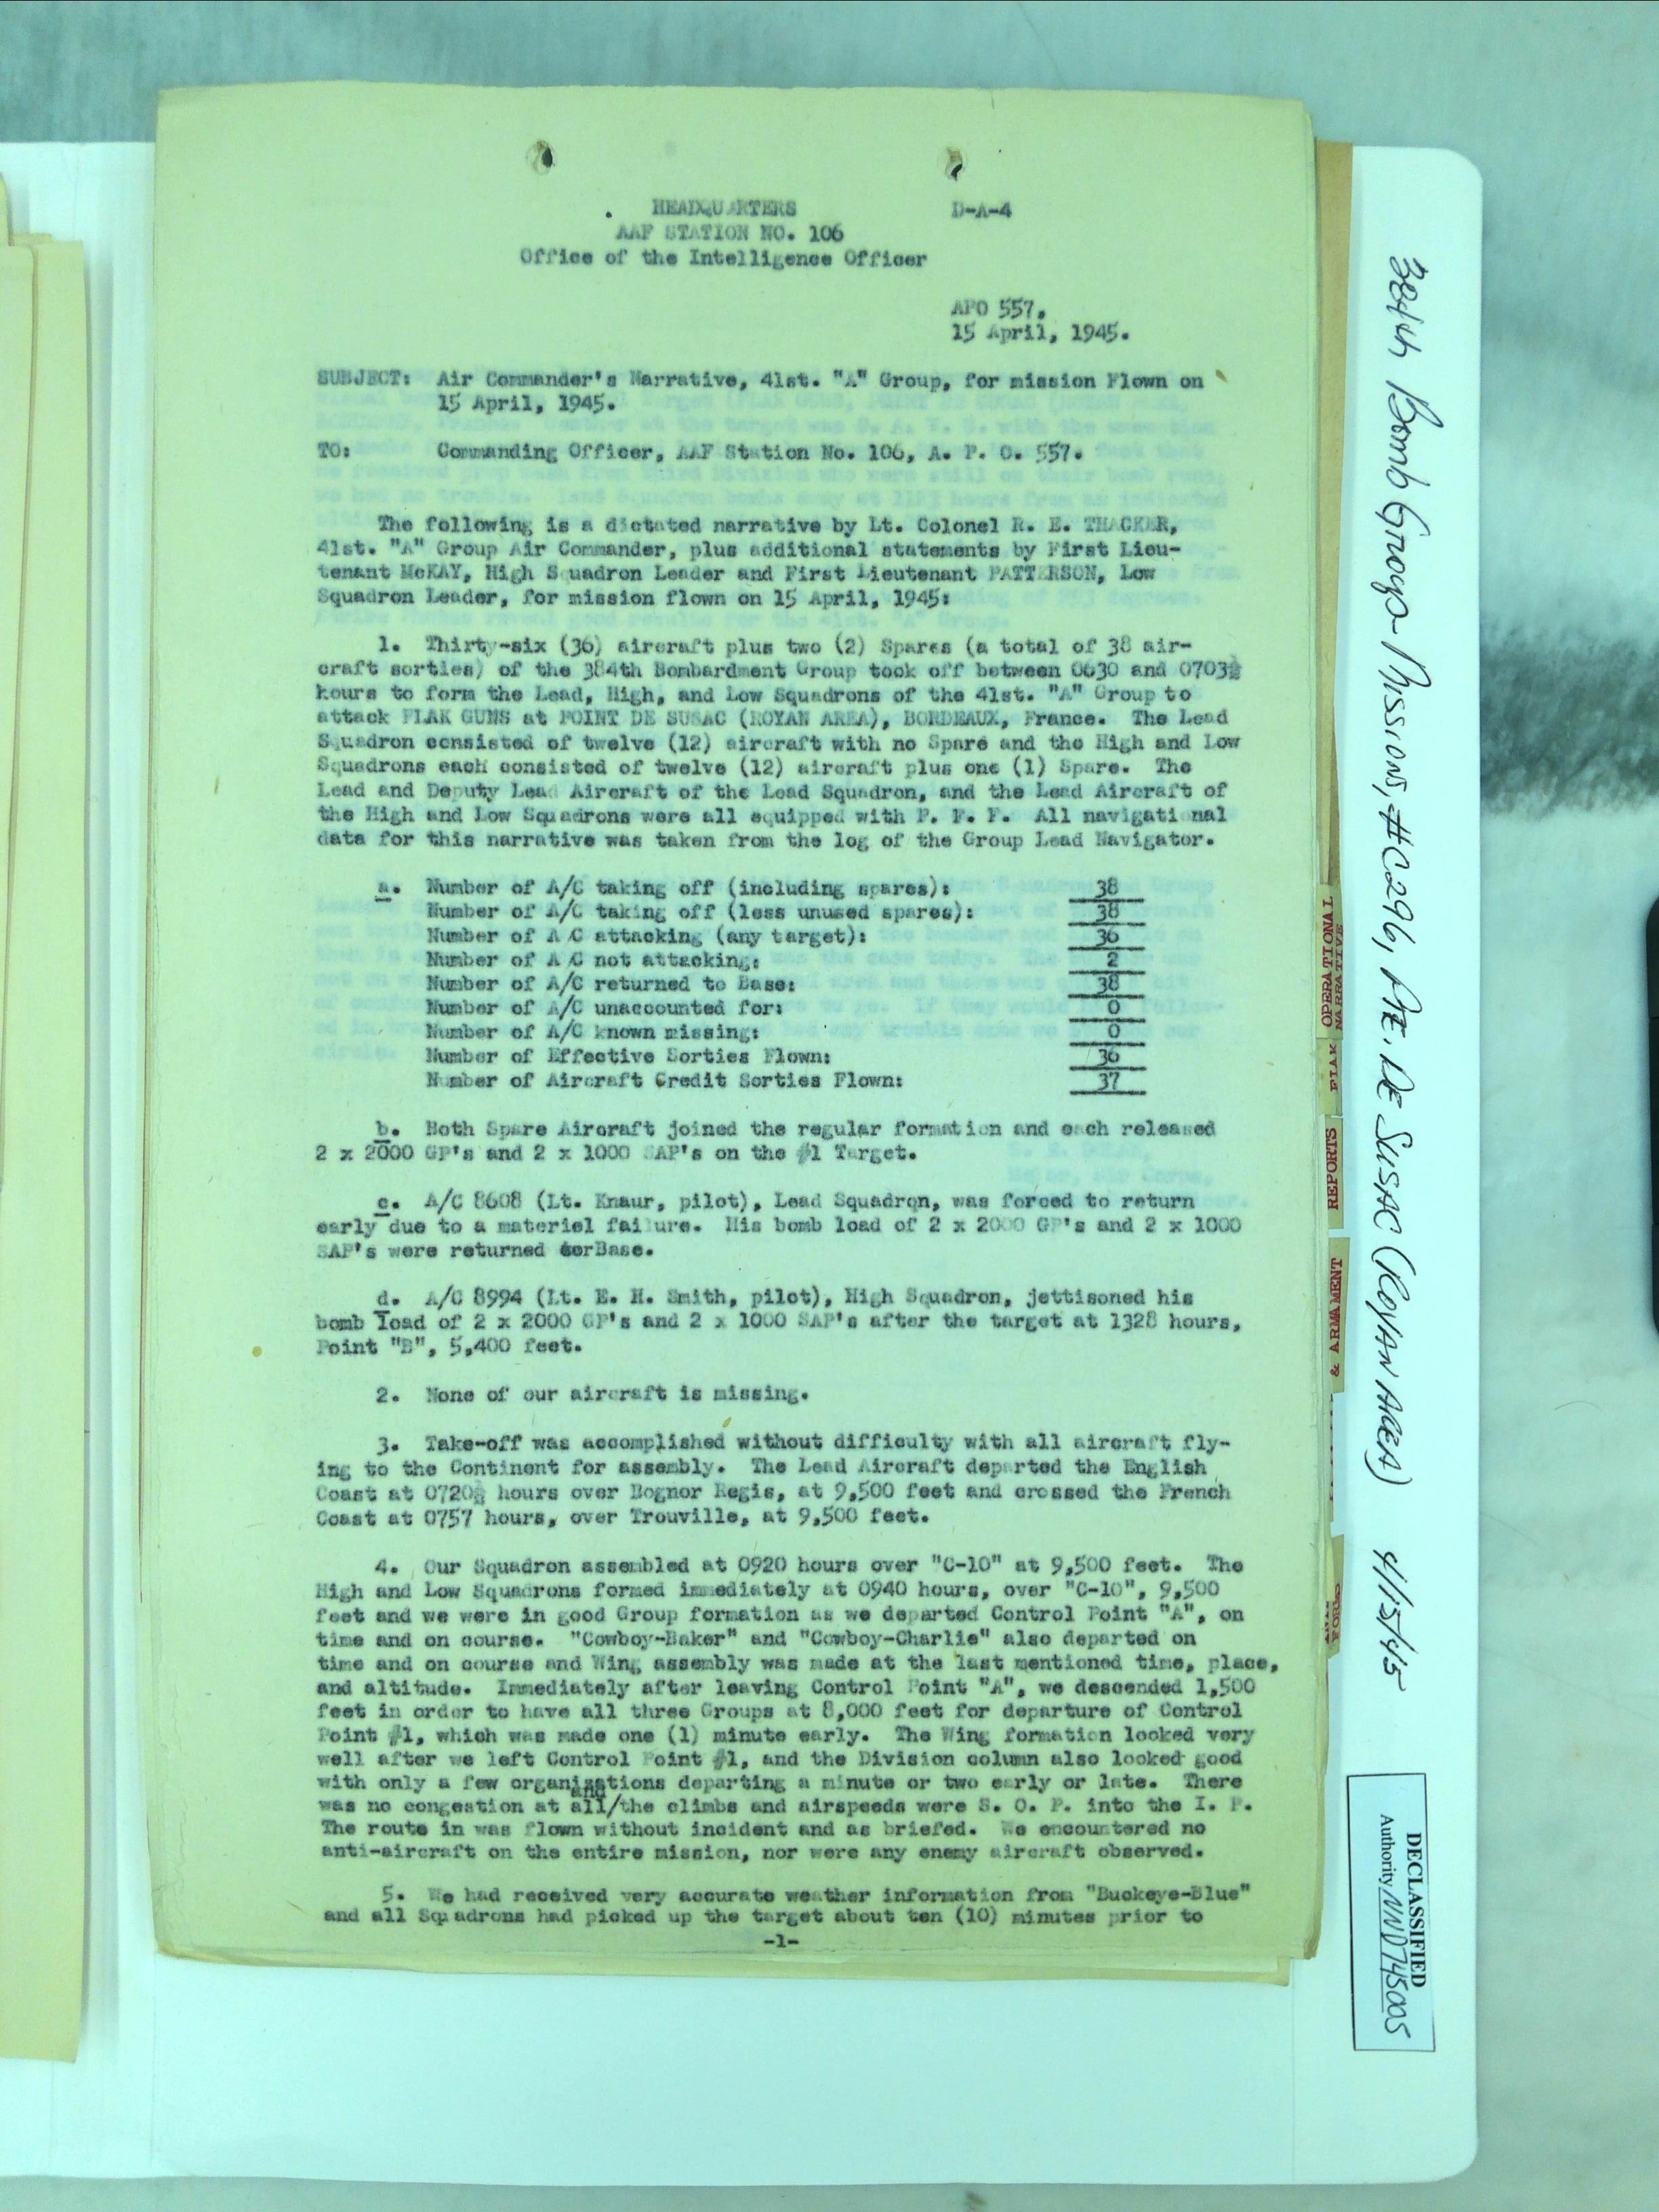 HEADQUARTERS D-A-4
AAF STATION NO. 106
Office of the Intelligence Officer
APO 557.
15 April, 1945.
SUBJECT: Air Commander's Narrative, 41st. "A" Group, for mission Flown on
15 April, 1945.
TO: Commanding Officer, AAF Station No. 106, A. P. O. 557.
The following is a dictated narrative by Lt. Colonel R. E. THACKER,
41st. "A" Group Air Commander, plus additional statements by First Lieu-
tenant McKAY, High Squadron Leader and First Lieutenant PATTERSON, Low
Squadron Leader, for mission flown on 15 April, 1945:
1. Thirty-six (36) aircraft plus two (2) Spares (a total of 38 air-
craft sorties) of the 384th Bombardment Group took off between 0630 and 0703½
hours to form the Lead, High, and Low Squadrons of the 41st. "A" Group to
attack FLAK GUNS at POINT DE SUSAC (ROYAN AREA), BORDEAUX, France. The Lead
Squadron consisted of twelve (12) aircraft with no Spare and the High and Low
Squadrons each consisted of twelve (12) aircraft plus one (1) Spare. The
Lead and Deputy Lead Aircraft of the Lead Squadron, and the Lead Aircraft of
the High and Low Squadrons were all equipped with P. F. F. All navigational
data for this narrative was taken from the log of the Group Lead Navigator.
a. Number of A/C taking off (including spares): 38
Number of A/C taking off (less unused spares): 38
Number of A/C attacking (any target): 36
Number of A/C not attacking: 2
Number of A/C returned to Base: 38
Number of A/C unaccounted for: 0
Number of A/C known missing: 0
Number of Effective Sorties Flown: 36
Number of Aircraft Credit Sorties Flown: 37
b. Both Spare Aircraft joined the regular formation and each released
2 x 2000 GP's and 2 x 1000 SAP's on the #1 Target.
c. A/C 8608 (Lt. Knaur, pilot), Lead Squadron, was forced to return
early due to a materiel failure. His bomb load of 2 x 2000 GP's and 2 x 1000
SAP's were returned Base.
d. A/C 8994 (Lt. E. H. Smith, pilot), High Squadron, jettisoned his
bomb load of 2 x 2000 GP's and 2 x 1000 SAP's after the target at 1328 hours,
Point "B", 5,400 feet.
2. None of our aircraft is missing.
3. Take-off was accomplished without difficulty with all aircraft fly-
ing to the Continent for assembly. The Lead Aircraft departed the English
Coast at 0720½ hours over Bognor Regis, at 9,500 feet and crossed the French
Coast at 0757 hours, over Trouville, at 9,500 feet.
4. Our Squadron assembled at 0920 hours over "C-10" at 9,500 feet. The
High and Low Squadrons formed immediately at 0940 hours, over "C-10", 9,500
feet and we were in good Group formation as we departed Control Point "A", on
time and on course. "Cowboy-Baker" and "Cowboy-Charlie" also departed on
time and on course and Wing assembly was made at the last mentioned time, place,
and altitude. Immediately after leaving Control Point "A", we descended 1,500
feet in order to have all three Groups at 8,000 feet for departure of Control
Point #1, which was made one (1) minute early. The Wing formation looked very
well after we left Control Point #1, and the Division column also looked good
with only a few organizations departing a minute or two early or late. There
and
was no congestion at all/the climbs and airspeeds were S. O. P. into the I. P.
The route in was flown without incident and as briefed. We encountered no
anti-aircraft on the entire mission, nor were any enemy aircraft observed.
5. We had received very accurate weather information from "Buckeye-Blue"
and all Squadrons had picked up the target about ten (10) minutes prior to
-1-
OPERATIONAL
NARRATIVE
FLAK
REPORTS
& ARMAMENT
FORMS
384th Bomb Group Missions, #C296, PTE. DE SUSAC (ROYAN AREA) 4/15/45
DECLASSIFIED
Authority NND745005